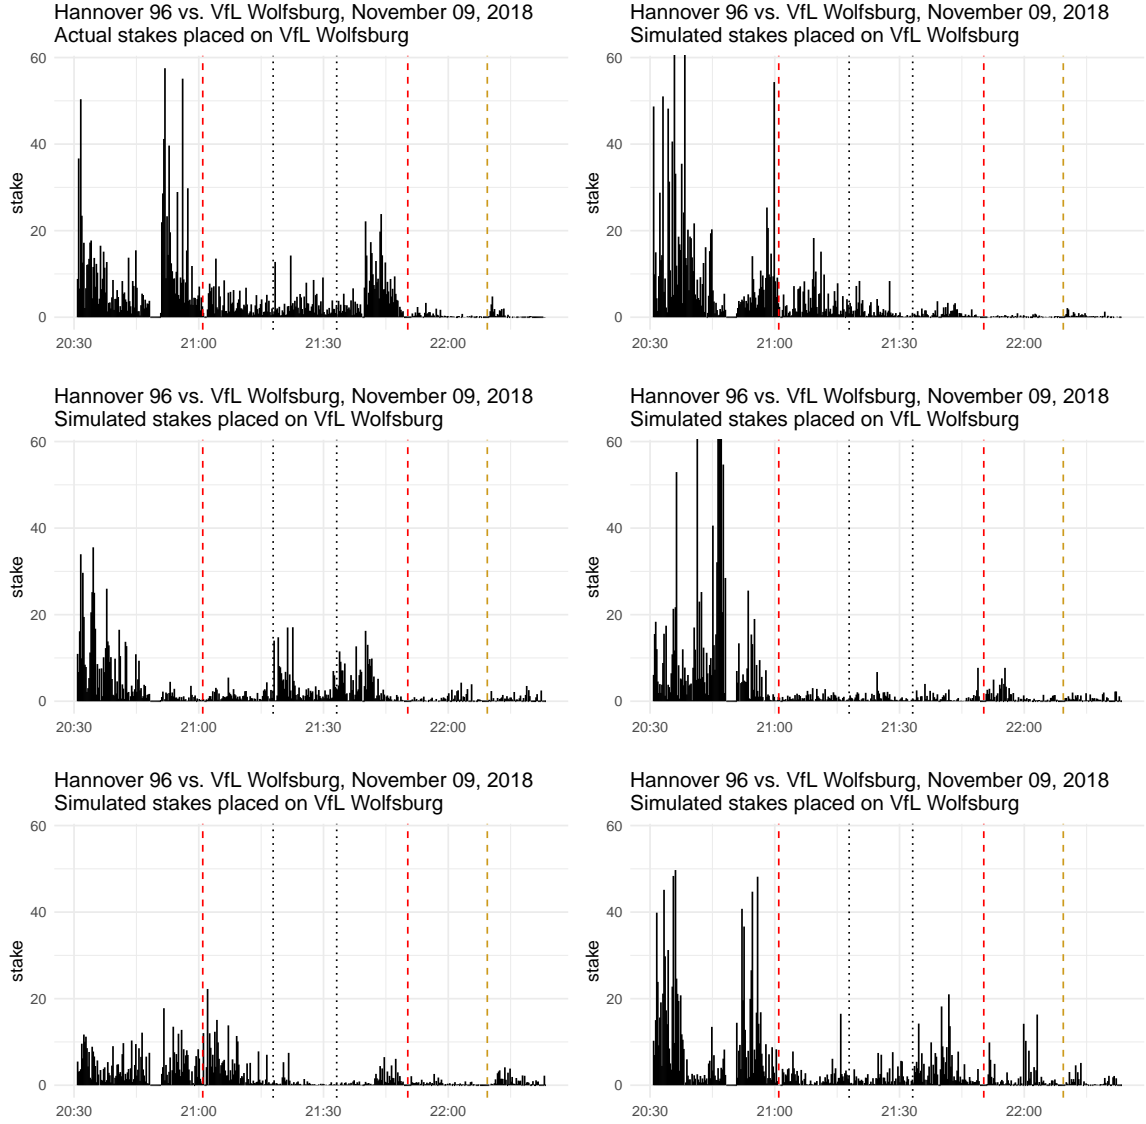 Hannover 96 vs. VfL Wolfsburg, November 09, 2018
Actual stakes placed on VfL Wolfsburg
60
40
20
0
stake
20:30 21:00 21:30 22:00
Hannover 96 vs. VfL Wolfsburg, November 09, 2018
Simulated stakes placed on VfL Wolfsburg
60
40
20
0
stake
20:30 21:00 21:30 22:00
Hannover 96 vs. VfL Wolfsburg, November 09, 2018
Simulated stakes placed on VfL Wolfsburg
60
40
20
0
stake
20:30 21:00 21:30 22:00
Hannover 96 vs. VfL Wolfsburg, November 09, 2018
Simulated stakes placed on VfL Wolfsburg
60
40
20
0
stake
20:30 21:00 21:30 22:00
Hannover 96 vs. VfL Wolfsburg, November 09, 2018
Simulated stakes placed on VfL Wolfsburg
60
40
20
0
stake
20:30 21:00 21:30 22:00
Hannover 96 vs. VfL Wolfsburg, November 09, 2018
Simulated stakes placed on VfL Wolfsburg
60
40
20
0
stake
20:30 21:00 21:30 22:00